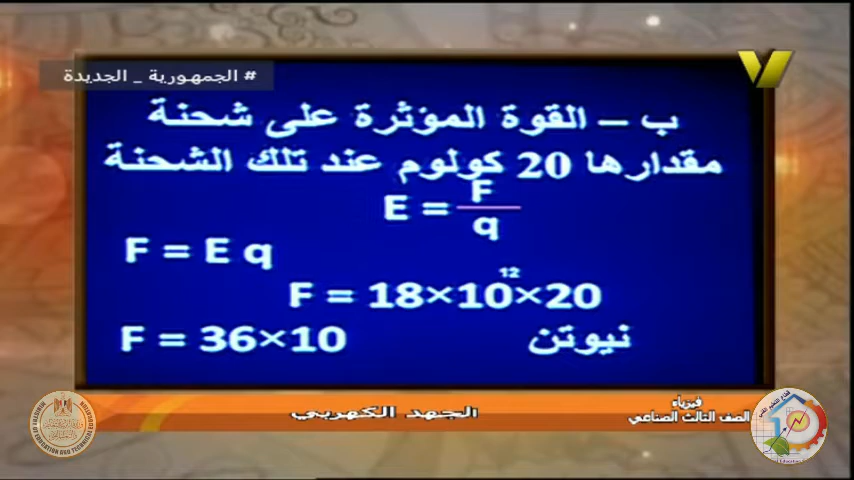 # الجمهورية _ الجديدة
ب – القوة المؤثرة على شحنة
مقدارها 20 كولوم عند تلك الشحنة
E = F/q
F = E q
F = 18×10¹²×20
F = 36×10 نيوتن
الجهد الكهربي
فيزياء
الصف الثالث الصناعي